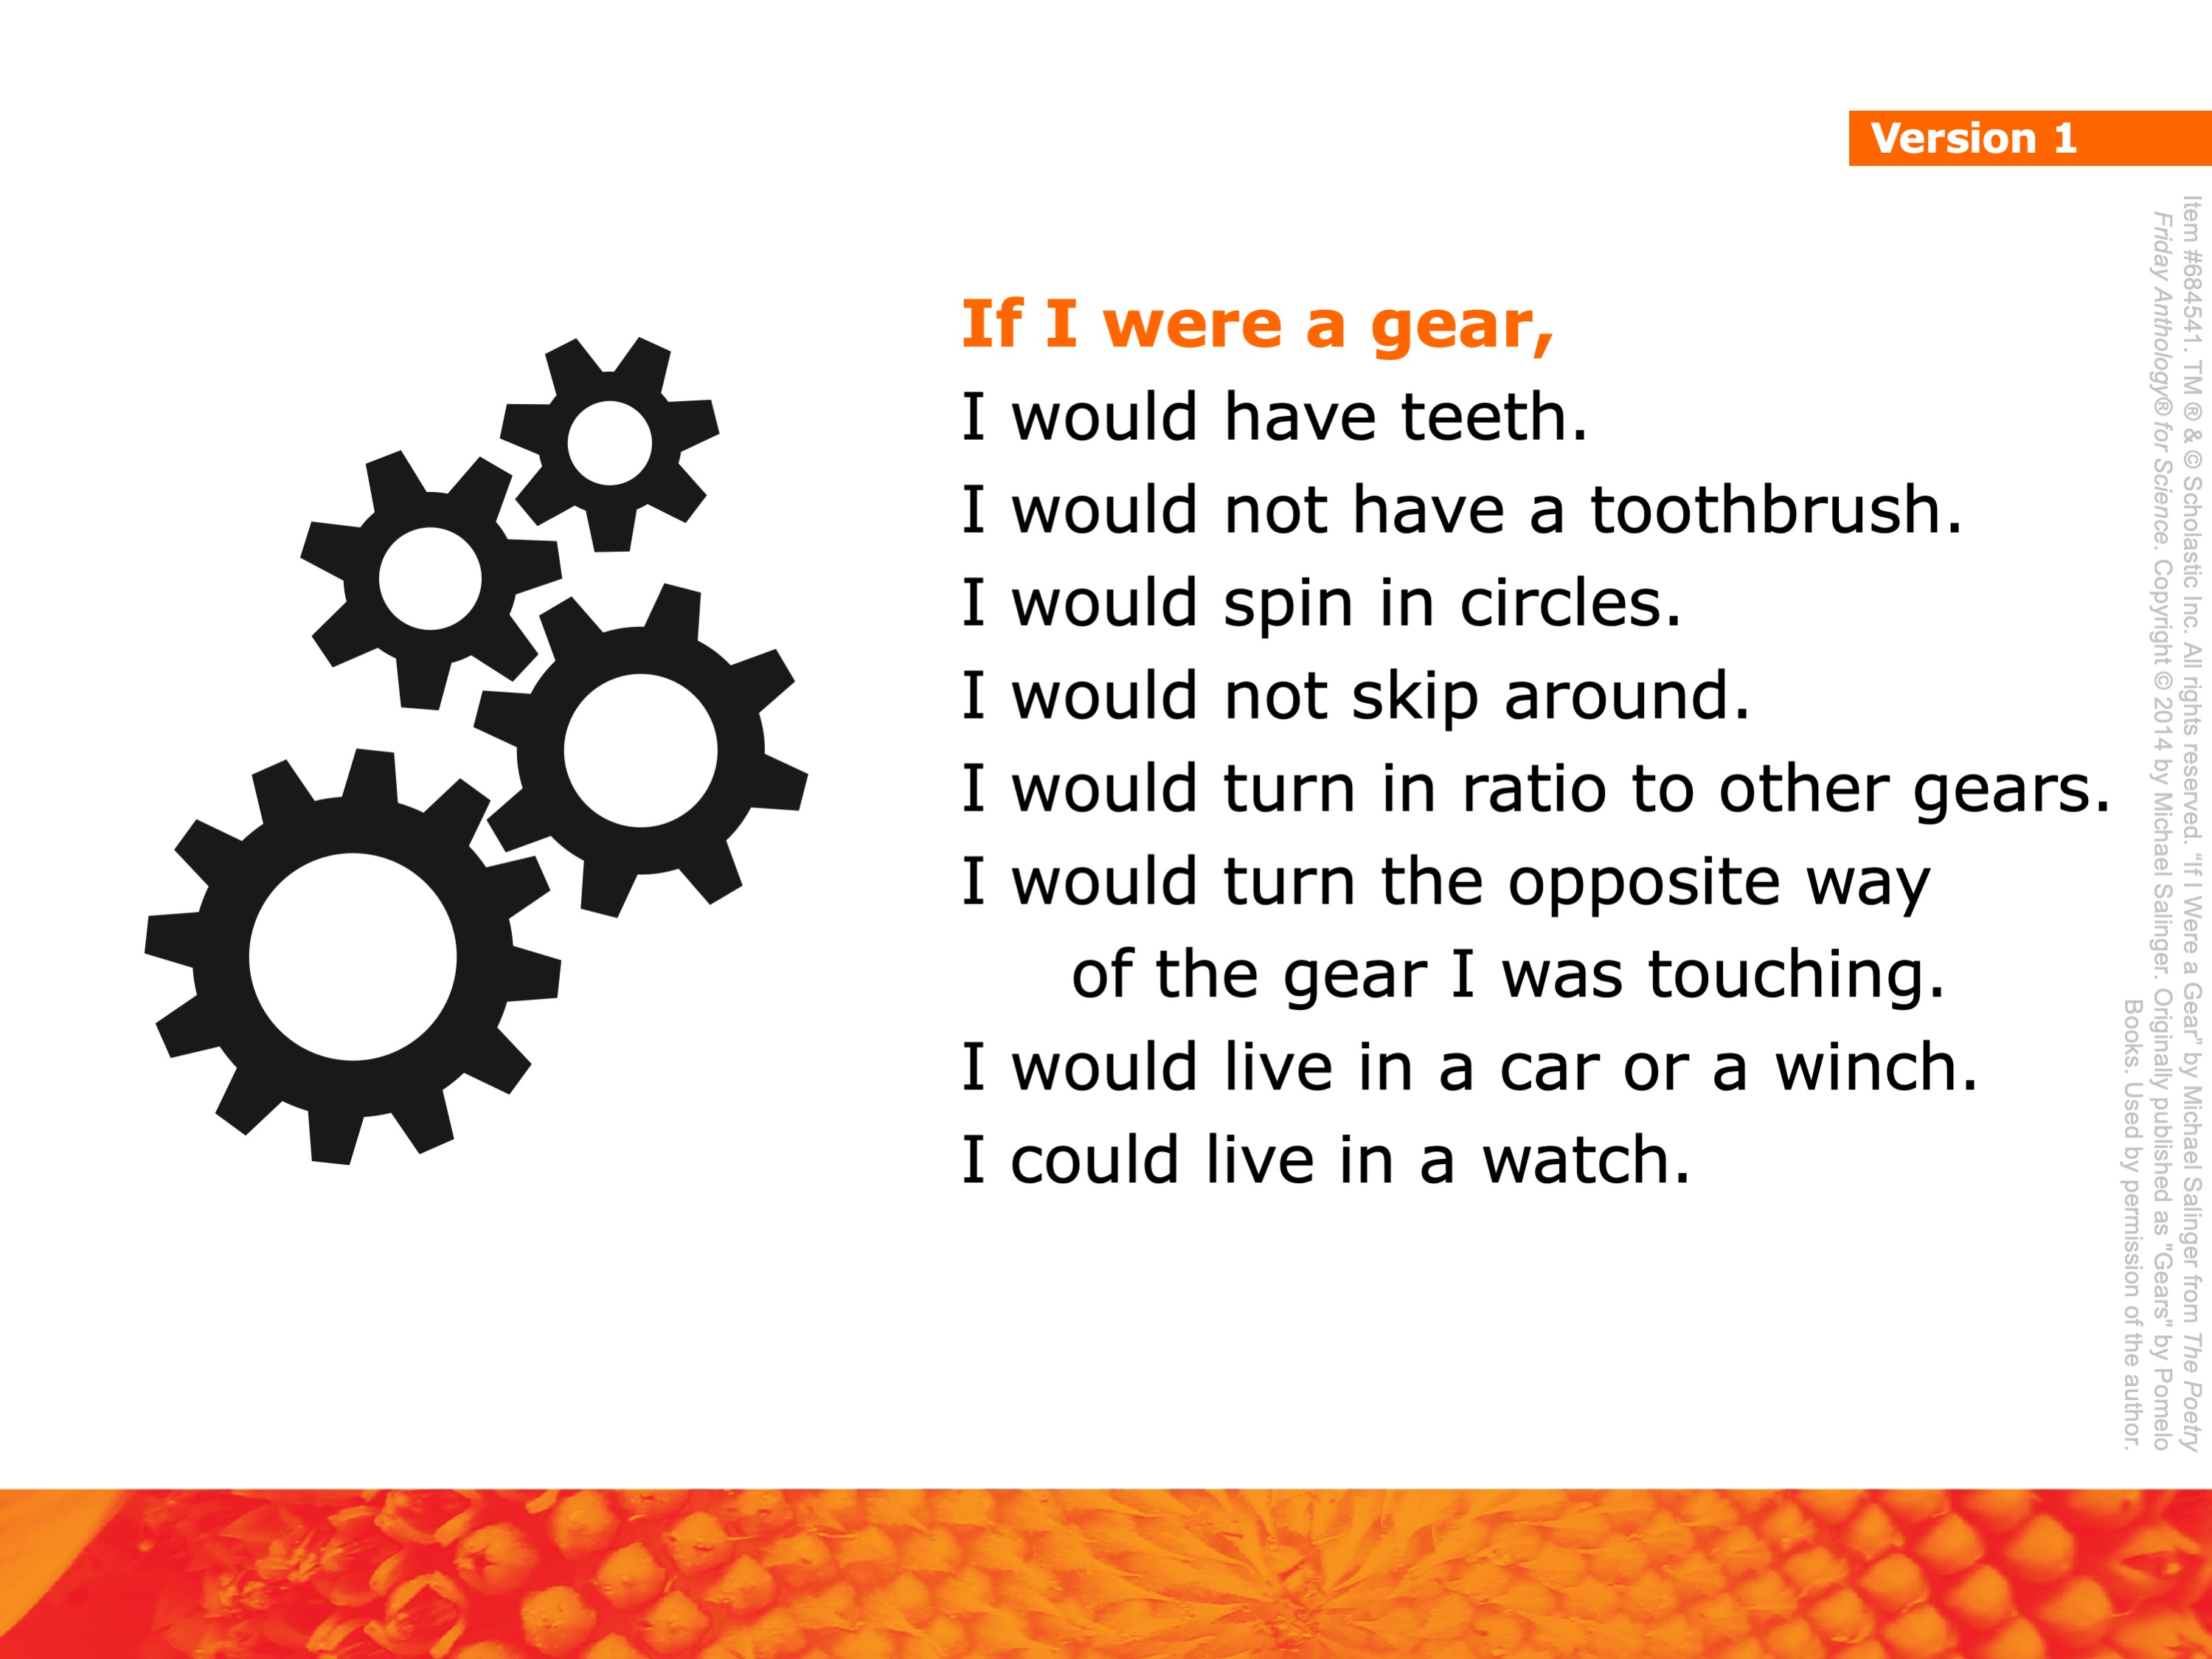 Version 1
If I were a gear,
I would have teeth.
I would not have a toothbrush.
I would spin in circles.
I would not skip around.
I would turn in ratio to other gears.
I would turn the opposite way
of the gear I was touching.
I would live in a car or a winch.
I could live in a watch.
Item #684541. TM ® & © Scholastic Inc. All rights reserved. “If I Were a Gear” by Michael Salinger from The Poetry
Friday Anthology® for Science. Copyright © 2014 by Michael Salinger. Originally published as "Gears" by Pomelo
Books. Used by permission of the author.